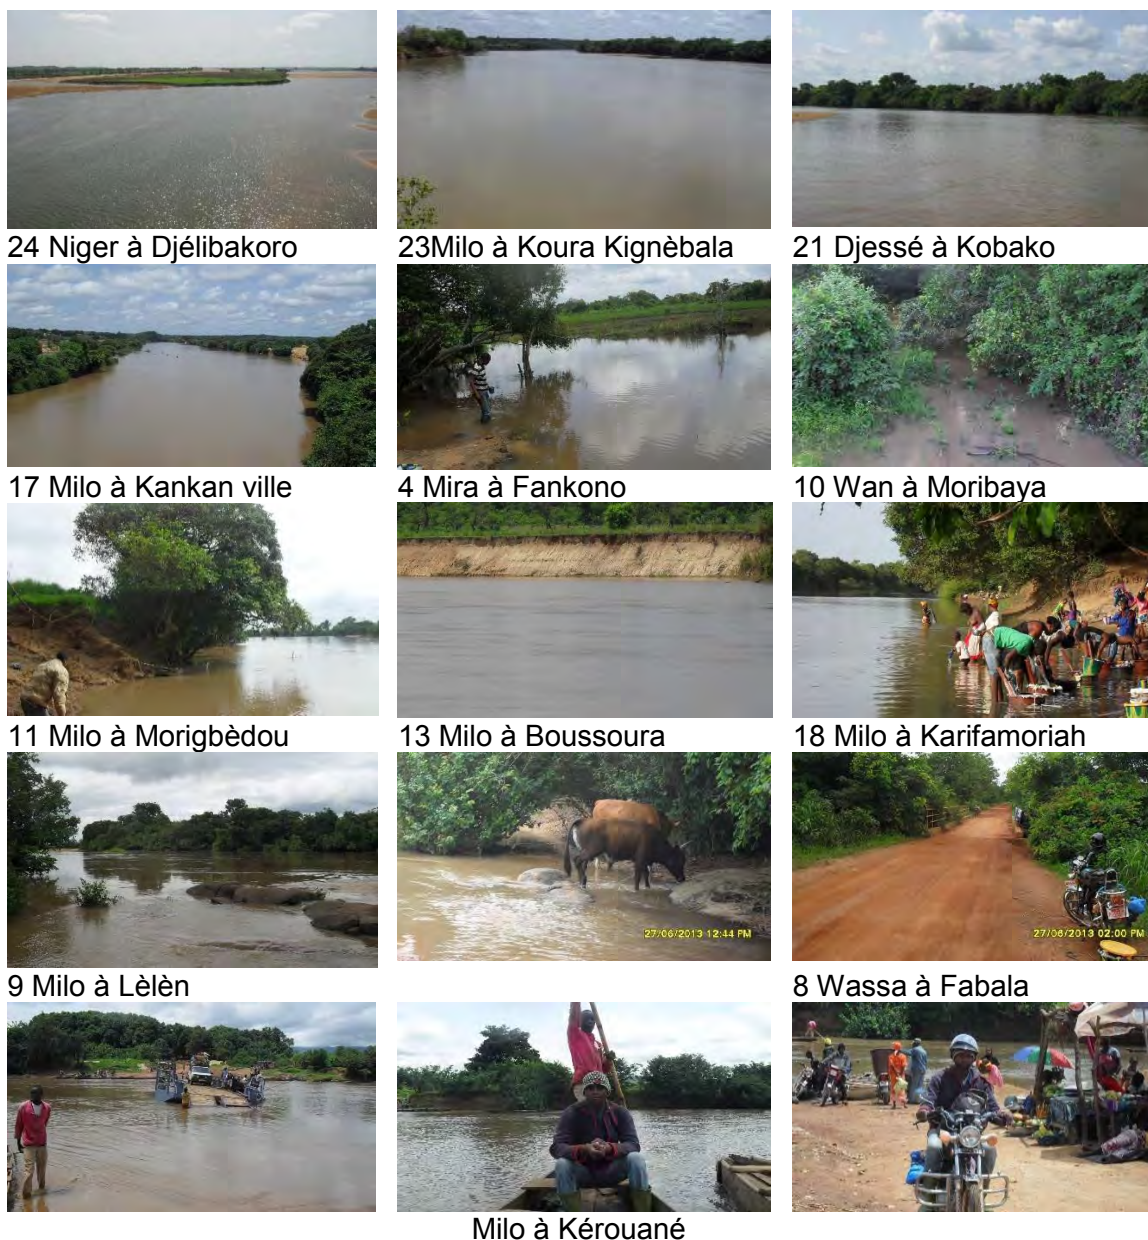 24 Niger à Djélibakoro
23Milo à Koura Kignèbala
21 Djessé à Kobako
17 Milo à Kankan ville
4 Mira à Fankono
10 Wan à Moribaya
11 Milo à Morigbèdou
13 Milo à Boussoura
18 Milo à Karifamoriah
27/06/2013 12:44 PM
27/06/2013 02:00 PM
9 Milo à Lèlèn
8 Wassa à Fabala
Milo à Kérouané